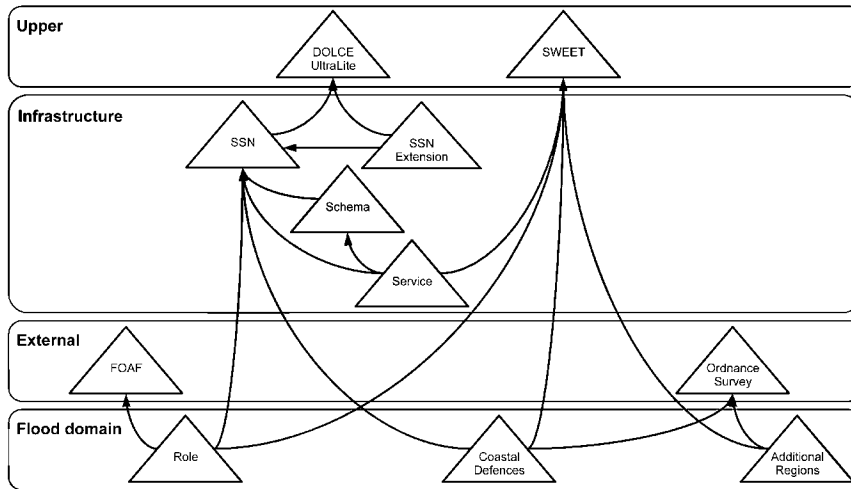 Upper
DOLCE
UltraLite
SWEET
Infrastructure
SSN
SSN
Extension
Schema
Service
External
FOAF
Ordnance
Survey
Flood domain
Role
Coastal
Defences
Additional
Regions